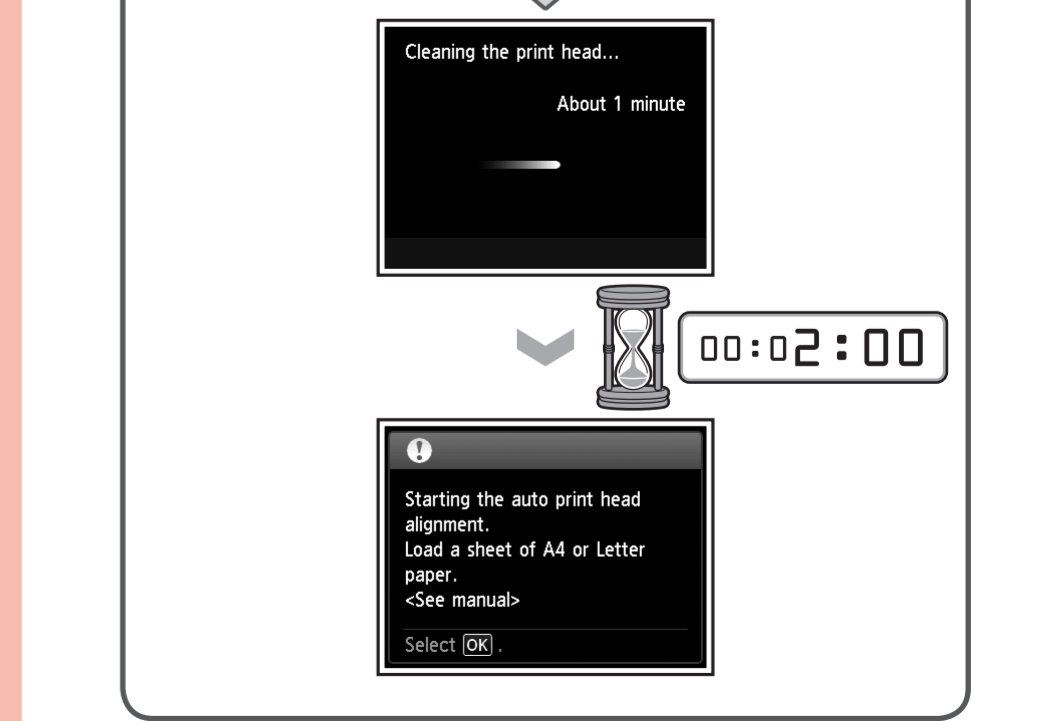 Cleaning the print head...
About 1 minute
00:02:00
Starting the auto print head
alignment.
Load a sheet of A4 or Letter
paper.
<See manual>
Select OK .